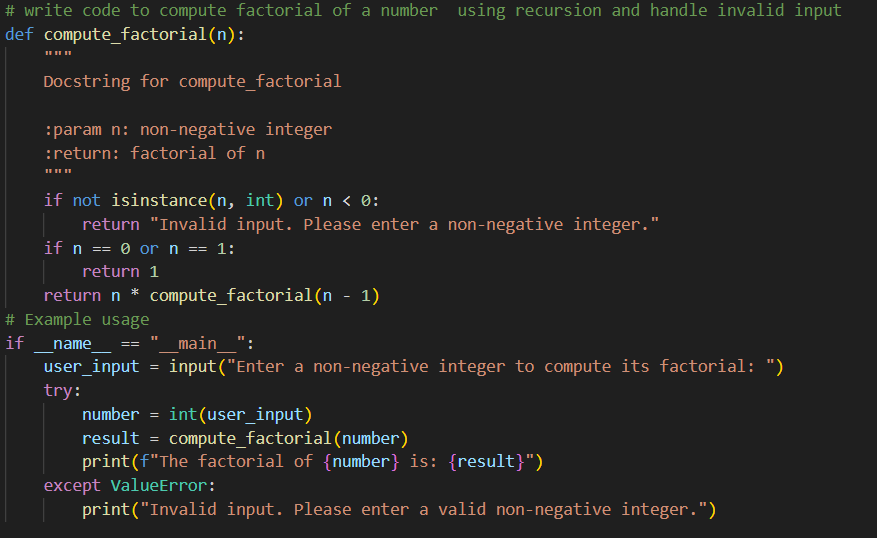 # write code to compute factorial of a number  using recursion and handle invalid input
def compute_factorial(n):
    """
    Docstring for compute_factorial

    :param n: non-negative integer
    :return: factorial of n
    """
    if not isinstance(n, int) or n < 0:
        return "Invalid input. Please enter a non-negative integer."
    if n == 0 or n == 1:
        return 1
    return n * compute_factorial(n - 1)
# Example usage
if __name__ == "__main__":
    user_input = input("Enter a non-negative integer to compute its factorial: ")
    try:
        number = int(user_input)
        result = compute_factorial(number)
        print(f"The factorial of {number} is: {result}")
    except ValueError:
        print("Invalid input. Please enter a valid non-negative integer.")